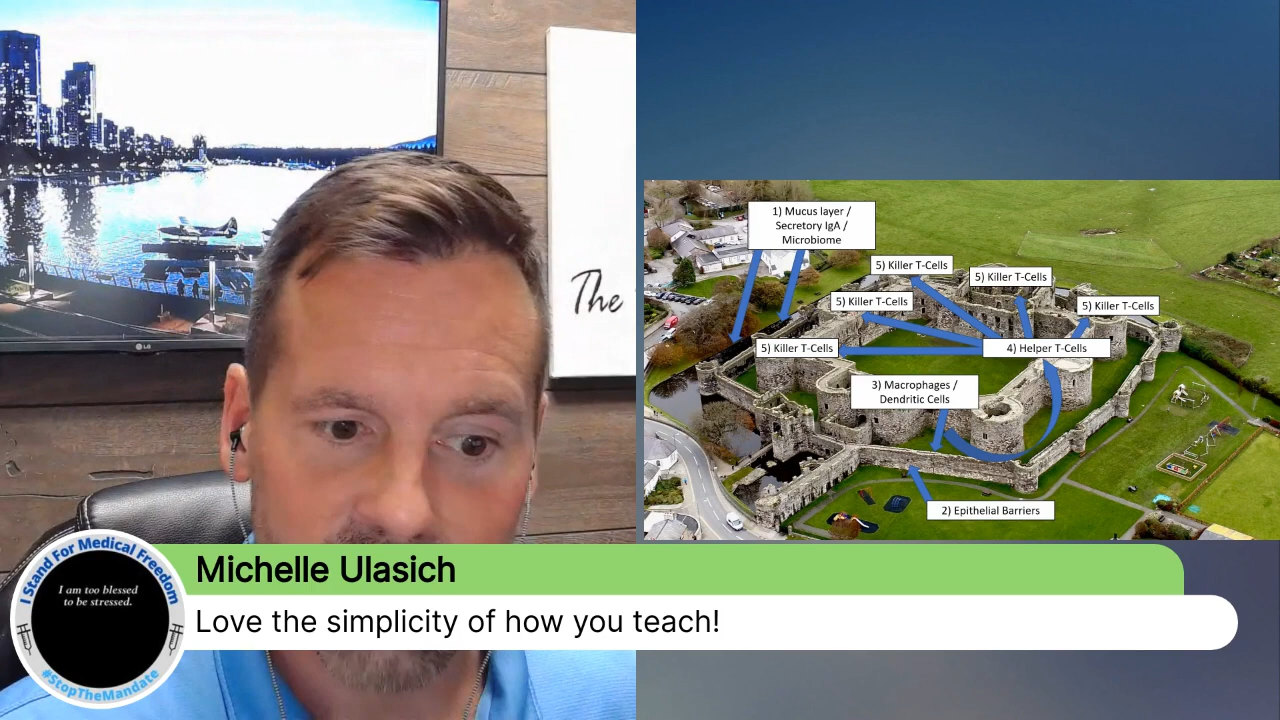 LG
The
1) Mucus layer /
Secretory IgA /
Microbiome
5) Killer T-Cells
5) Killer T-Cells
5) Killer T-Cells
5) Killer T-Cells
5) Killer T-Cells
4) Helper T-Cells
3) Macrophages /
Dendritic Cells
2) Epithelial Barriers
I Stand For Medical Freedom
I am too blessed
to be stressed.
#StopTheMandate
Michelle Ulasich
Love the simplicity of how you teach!